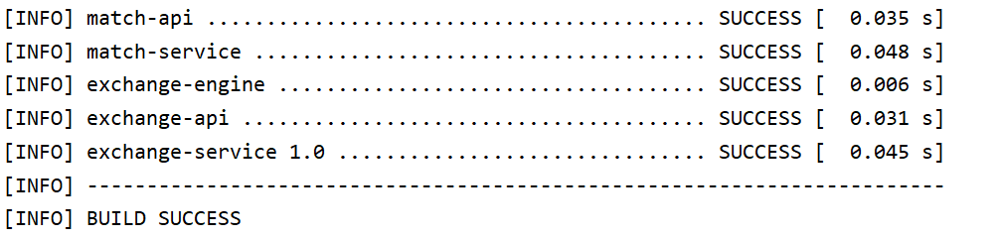 [INFO] match-api .......................................... SUCCESS [  0.035 s]
[INFO] match-service ...................................... SUCCESS [  0.048 s]
[INFO] exchange-engine .................................... SUCCESS [  0.006 s]
[INFO] exchange-api ....................................... SUCCESS [  0.031 s]
[INFO] exchange-service 1.0 ............................... SUCCESS [  0.045 s]
[INFO] ------------------------------------------------------------------------
[INFO] BUILD SUCCESS